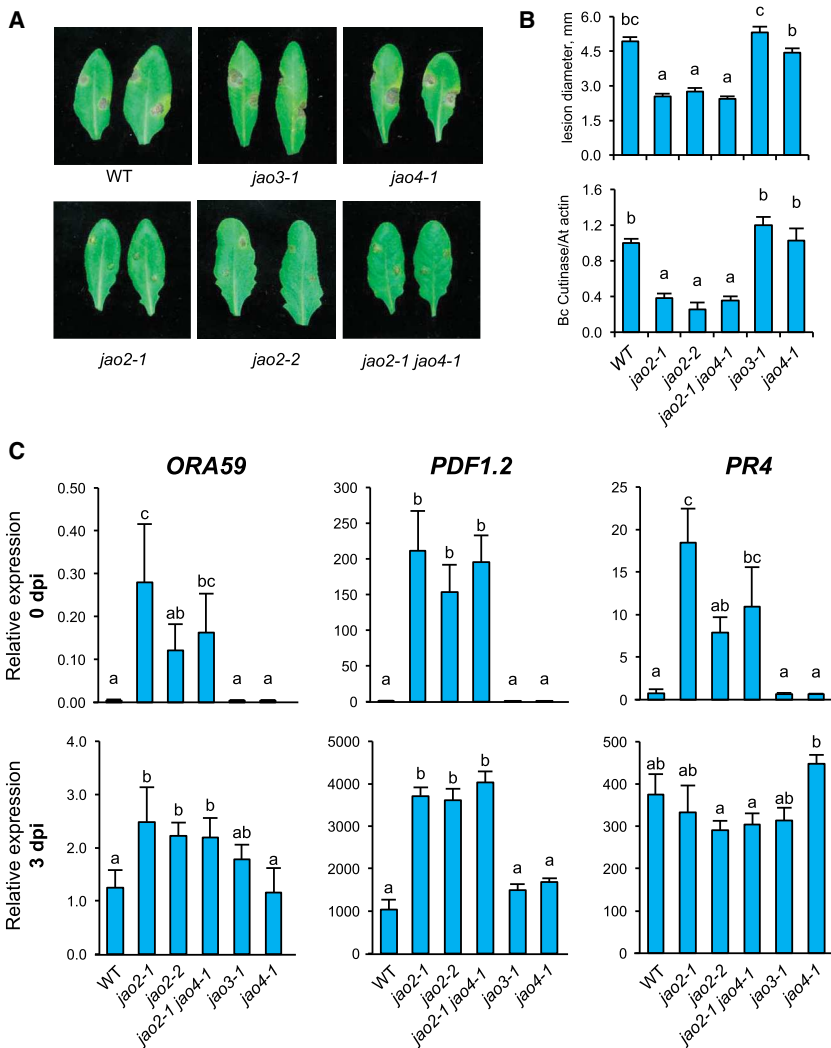 A
WT
jao3-1
jao4-1
jao2-1
jao2-2
jao2-1 jao4-1
B
lesion diameter, mm
6.0
4.5
3.0
1.5
0.0
bc
a
a
a
c
b
Bc Cutinase/At actin
1.6
1.2
0.8
0.4
0.0
b
a
a
a
b
b
WT
jao2-1
jao2-2
jao2-1 jao4-1
jao3-1
jao4-1
C
ORA59
PDF1.2
PR4
Relative expression
0 dpi
0.50
0.40
0.30
0.20
0.10
0.00
a
c
ab
bc
a
a
300
250
200
150
100
50
0
a
b
b
b
a
a
25
20
15
10
5
0
a
c
ab
bc
a
a
Relative expression
3 dpi
4.0
3.0
2.0
1.0
0.0
a
b
b
b
ab
a
WT
jao2-1
jao2-2
jao2-1 jao4-1
jao3-1
jao4-1
5000
4000
3000
2000
1000
0
a
b
b
b
a
a
WT
jao2-1
jao2-2
jao2-1 jao4-1
jao3-1
jao4-1
500
400
300
200
100
0
ab
ab
a
a
ab
b
WT
jao2-1
jao2-2
jao2-1 jao4-1
jao3-1
jao4-1